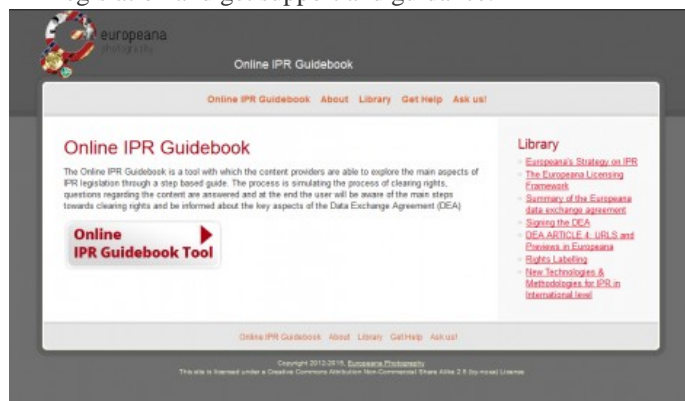 registration and get support and guidance.
europeana
photography
Online IPR Guidebook
Online IPR Guidebook About Library Get Help Ask us!
Online IPR Guidebook
The Online IPR Guidebook is a tool with which the content providers are able to explore the main aspects of
IPR legislation through a step based guide. The process is simulating the process of clearing rights,
questions regarding the content are answered and at the end the user will be aware of the main steps
towards clearing rights and be informed about the key aspects of the Data Exchange Agreement (DEA)
Online
IPR Guidebook Tool
Library
Europeana's Strategy on IPR
The Europeana Licensing
Framework
Summary of the Europeana
data exchange agreement
Signing the DEA
DEA ARTICLE 4: URLS and
Previews in Europeana
Rights Labelling
New Technologies &
Methodologies for IPR in
International level
Online IPR Guidebook About Library Get Help Ask us!
Copyright 2012-2015, Europeana Photography
This site is licensed under a Creative Commons Attribution Non-Commercial Share Alike 2.5 (by-nc-sa) License